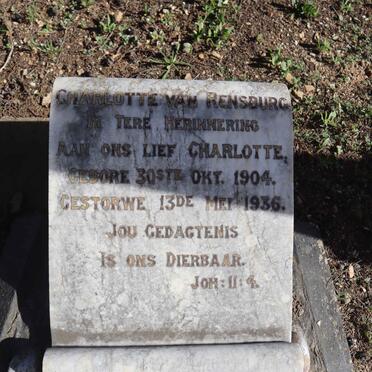 CHARLOTTE VAN RENSBURG
IN TERE HERINNERING
AAN ONS LIEF CHARLOTTE,
GEBORE 30STE OKT. 1904.
GESTORWE 13DE MEI 1936.
JOU GEDAGTENIS
IS ONS DIERBAAR.
JOH: 11: 4.